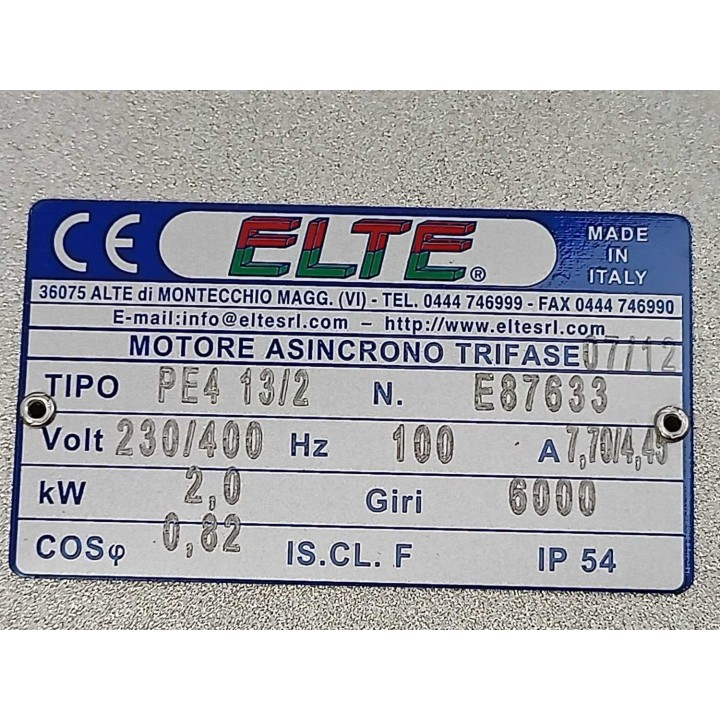 CE ELTE ® MADE IN ITALY
36075 ALTE di MONTECCHIO MAGG. (VI) - TEL. 0444 746999 - FAX 0444 746990
E-mail:info@eltesrl.com – http://www.eltesrl.com
MOTORE ASINCRONO TRIFASE 07/12
TIPO PE4 13/2 N. E87633
Volt 230/400 Hz 100 A 7,70/4,45
kW 2,0 Giri 6000
COSφ 0,82 IS.CL. F IP 54